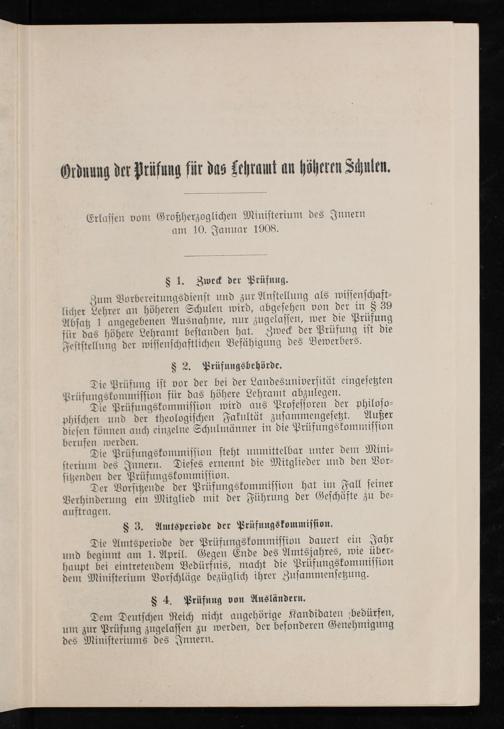 Ordnung der Prüfung für das Lehramt an höheren Schulen.
Erlassen vom Großherzoglichen Ministerium des Innern
am 10. Januar 1908.
§ 1. Zweck der Prüfung.
Zum Vorbereitungsdienst und zur Anstellung als wissenschaft-
licher Lehrer an höheren Schulen wird, abgesehen von der in § 39
Absatz 1 angegebenen Ausnahme, nur zugelassen, wer die Prüfung
für das höhere Lehramt bestanden hat. Zweck der Prüfung ist die
Feststellung der wissenschaftlichen Befähigung des Bewerbers.
§ 2. Prüfungsbehörde.
Die Prüfung ist vor der bei der Landesuniversität eingesetzten
Prüfungskommission für das höhere Lehramt abzulegen.
Die Prüfungskommission wird aus Professoren der philoso-
phischen und der theologischen Fakultät zusammengesetzt. Außer
diesen können auch einzelne Schulmänner in die Prüfungskommission
berufen werden.
Die Prüfungskommission steht unmittelbar unter dem Mini-
sterium des Innern. Dieses ernennt die Mitglieder und den Vor-
sitzenden der Prüfungskommission.
Der Vorsitzende der Prüfungskommission hat im Fall seiner
Verhinderung ein Mitglied mit der Führung der Geschäfte zu be-
auftragen.
§ 3. Amtsperiode der Prüfungskommission.
Die Amtsperiode der Prüfungskommission dauert ein Jahr
und beginnt am 1. April. Gegen Ende des Amtsjahres, wie über-
haupt bei eintretendem Bedürfnis, macht die Prüfungskommission
dem Ministerium Vorschläge bezüglich ihrer Zusammensetzung.
§ 4. Prüfung von Ausländern.
Dem Deutschen Reich nicht angehörige Kandidaten bedürfen,
um zur Prüfung zugelassen zu werden, der besonderen Genehmigung
des Ministeriums des Innern.